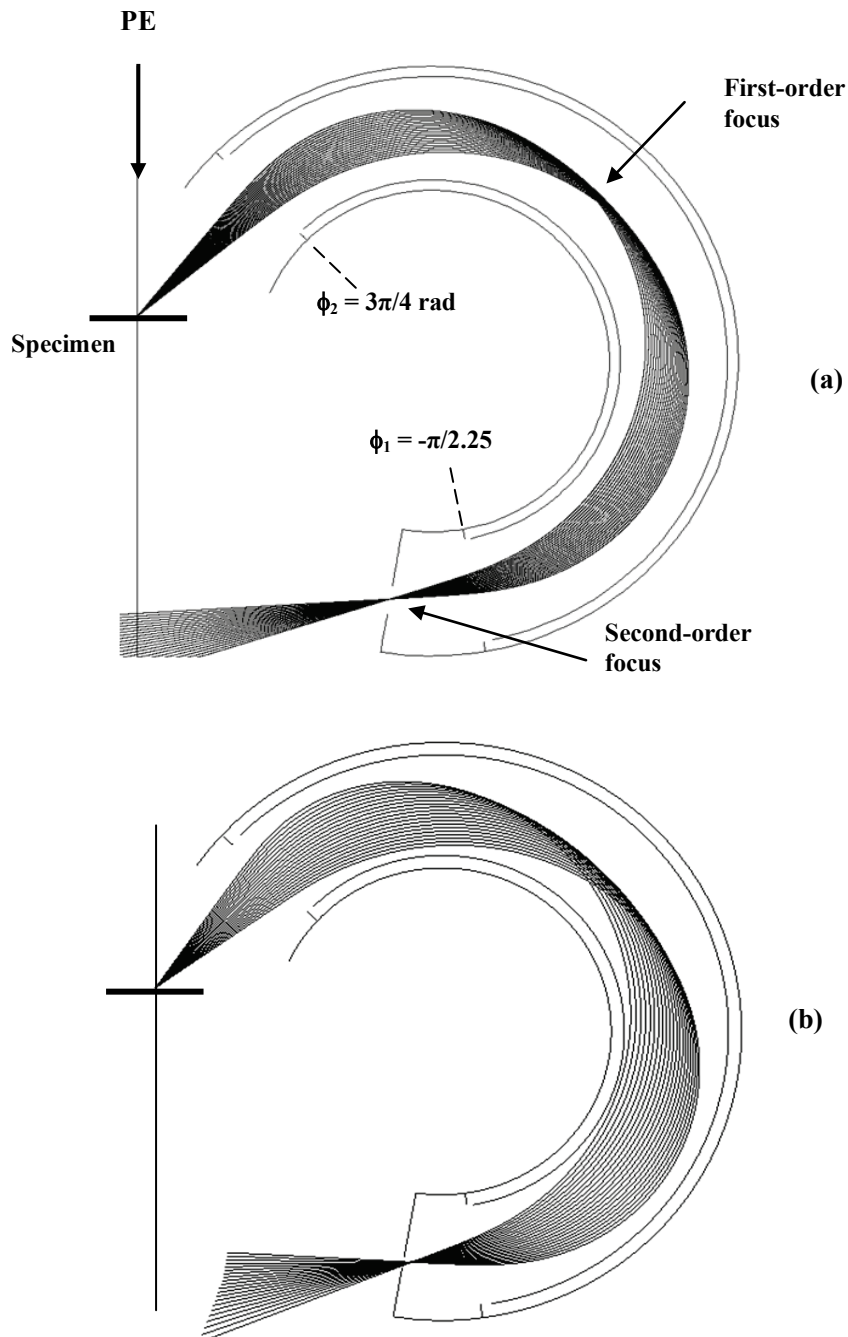 PE
First-order
focus
ϕ₂ = 3π/4 rad
Specimen
(a)
ϕ₁ = -π/2.25
Second-order
focus
(b)